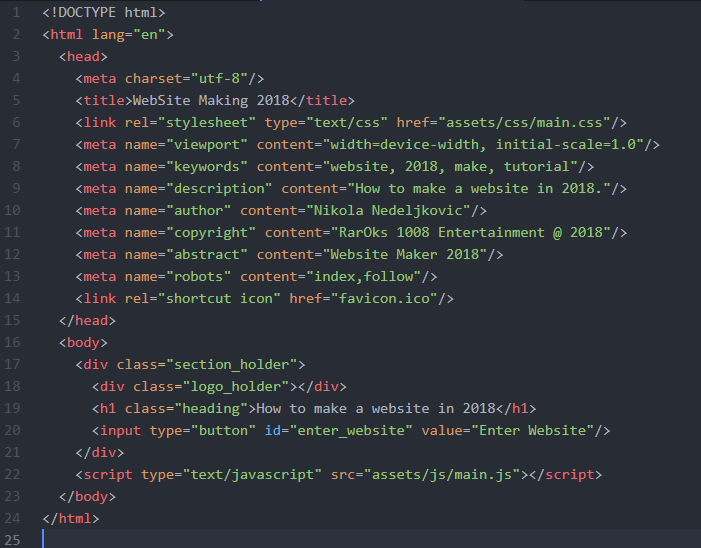 1 <!DOCTYPE html>
2 <html lang="en">
3   <head>
4     <meta charset="utf-8"/>
5     <title>WebSite Making 2018</title>
6     <link rel="stylesheet" type="text/css" href="assets/css/main.css"/>
7     <meta name="viewport" content="width=device-width, initial-scale=1.0"/>
8     <meta name="keywords" content="website, 2018, make, tutorial"/>
9     <meta name="description" content="How to make a website in 2018."/>
10     <meta name="author" content="Nikola Nedeljkovic"/>
11     <meta name="copyright" content="RarOks 1008 Entertainment @ 2018"/>
12     <meta name="abstract" content="Website Maker 2018"/>
13     <meta name="robots" content="index,follow"/>
14     <link rel="shortcut icon" href="favicon.ico"/>
15   </head>
16   <body>
17     <div class="section_holder">
18       <div class="logo_holder"></div>
19       <h1 class="heading">How to make a website in 2018</h1>
20       <input type="button" id="enter_website" value="Enter Website"/>
21     </div>
22     <script type="text/javascript" src="assets/js/main.js"></script>
23   </body>
24 </html>
25